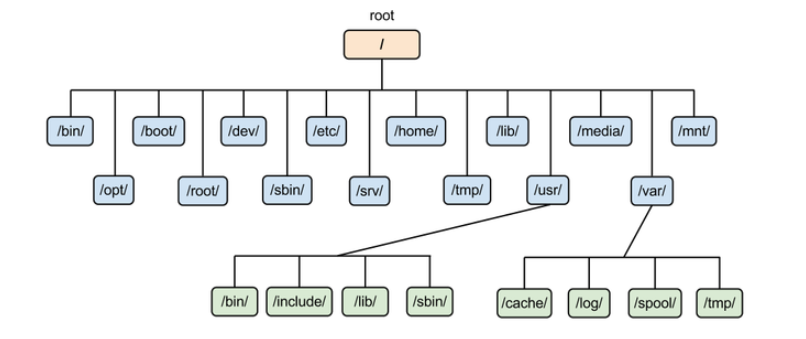 root
/
/bin/ /boot/ /dev/ /etc/ /home/ /lib/ /media/ /mnt/
/opt/ /root/ /sbin/ /srv/ /tmp/ /usr/ /var/
/bin/ /include/ /lib/ /sbin/ /cache/ /log/ /spool/ /tmp/